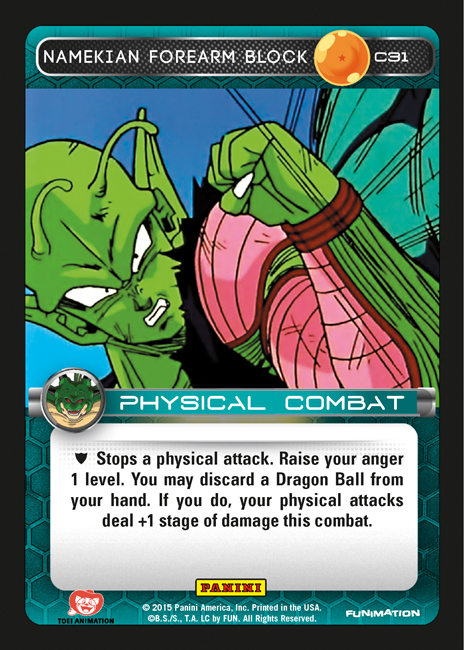 NAMEKIAN FOREARM BLOCK C31
PHYSICAL COMBAT
Stops a physical attack. Raise your anger
1 level. You may discard a Dragon Ball from
your hand. If you do, your physical attacks
deal +1 stage of damage this combat.
PANINI
TOEI ANIMATION
© 2015 Panini America, Inc. Printed in the USA.
©B.S./S., T.A. LC by FUN. All Rights Reserved.
FUNIMATION